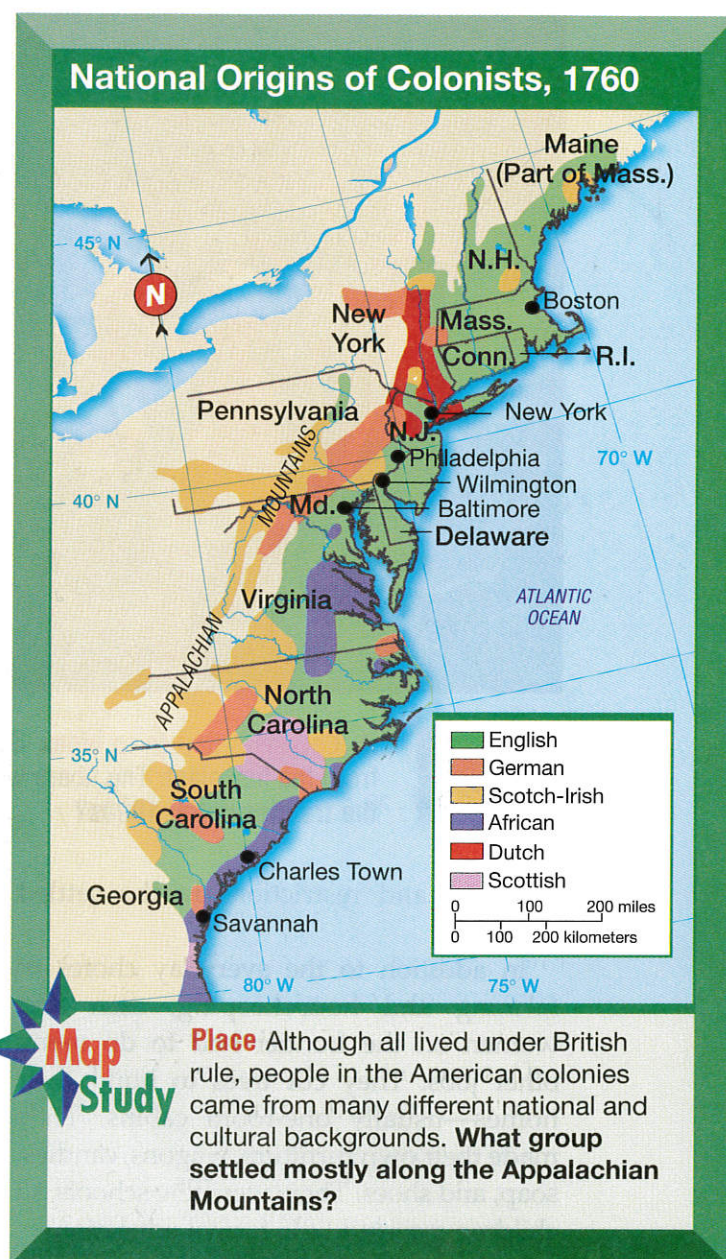 National Origins of Colonists, 1760
Maine
(Part of Mass.)
45° N
N.H.
N
Boston
New
York
Mass.
Conn.
R.I.
Pennsylvania
New York
N.J.
Philadelphia
70° W
MOUNTAINS
Wilmington
40° N
Md.
Baltimore
Delaware
Virginia
ATLANTIC
OCEAN
APPALACHIAN
North
Carolina
35° N
English
German
Scotch-Irish
African
Dutch
Scottish
0 100 200 miles
0 100 200 kilometers
South
Carolina
Charles Town
Georgia
Savannah
80° W
75° W
Map
Study
Place Although all lived under British
rule, people in the American colonies
came from many different national and
cultural backgrounds. What group
settled mostly along the Appalachian
Mountains?